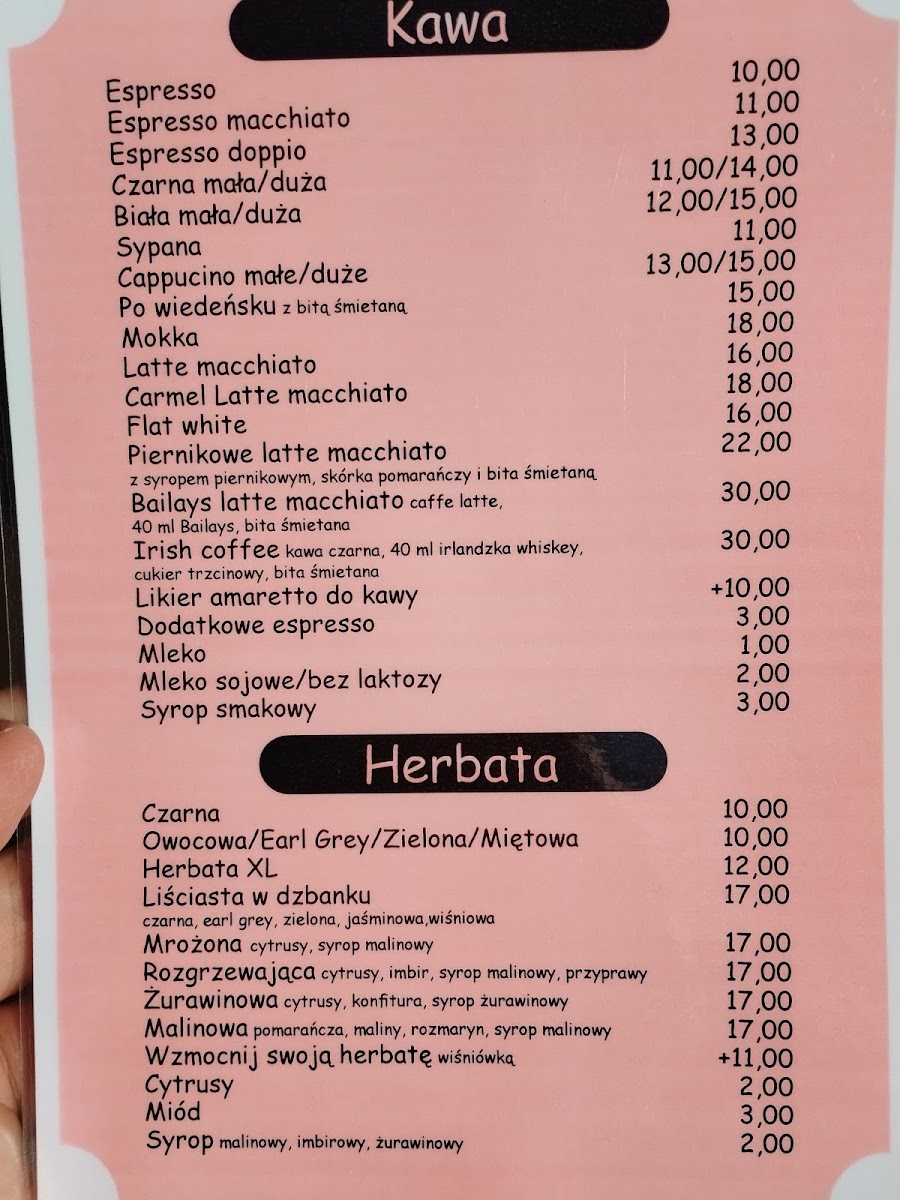 Kawa
Espresso 10,00
Espresso macchiato 11,00
Espresso doppio 13,00
Czarna mała/duża 11,00/14,00
Biała mała/duża 12,00/15,00
Sypana 11,00
Cappucino małe/duże 13,00/15,00
Po wiedeńsku z bitą śmietaną 15,00
Mokka 18,00
Latte macchiato 16,00
Carmel Latte macchiato 18,00
Flat white 16,00
Piernikowe latte macchiato 22,00
z syropem piernikowym, skórka pomarańczy i bita śmietaną
Bailays latte macchiato caffe latte, 30,00
40 ml Bailays, bita śmietana
Irish coffee kawa czarna, 40 ml irlandzka whiskey, 30,00
cukier trzcinowy, bita śmietana
Likier amaretto do kawy +10,00
Dodatkowe espresso 3,00
Mleko 1,00
Mleko sojowe/bez laktozy 2,00
Syrop smakowy 3,00
Herbata
Czarna 10,00
Owocowa/Earl Grey/Zielona/Miętowa 10,00
Herbata XL 12,00
Liściasta w dzbanku 17,00
czarna, earl grey, zielona, jaśminowa,wiśniowa
Mrożona cytrusy, syrop malinowy 17,00
Rozgrzewająca cytrusy, imbir, syrop malinowy, przyprawy 17,00
Żurawinowa cytrusy, konfitura, syrop żurawinowy 17,00
Malinowa pomarańcza, maliny, rozmaryn, syrop malinowy 17,00
Wzmocnij swoją herbatę wiśniówką +11,00
Cytrusy 2,00
Miód 3,00
Syrop malinowy, imbirowy, żurawinowy 2,00